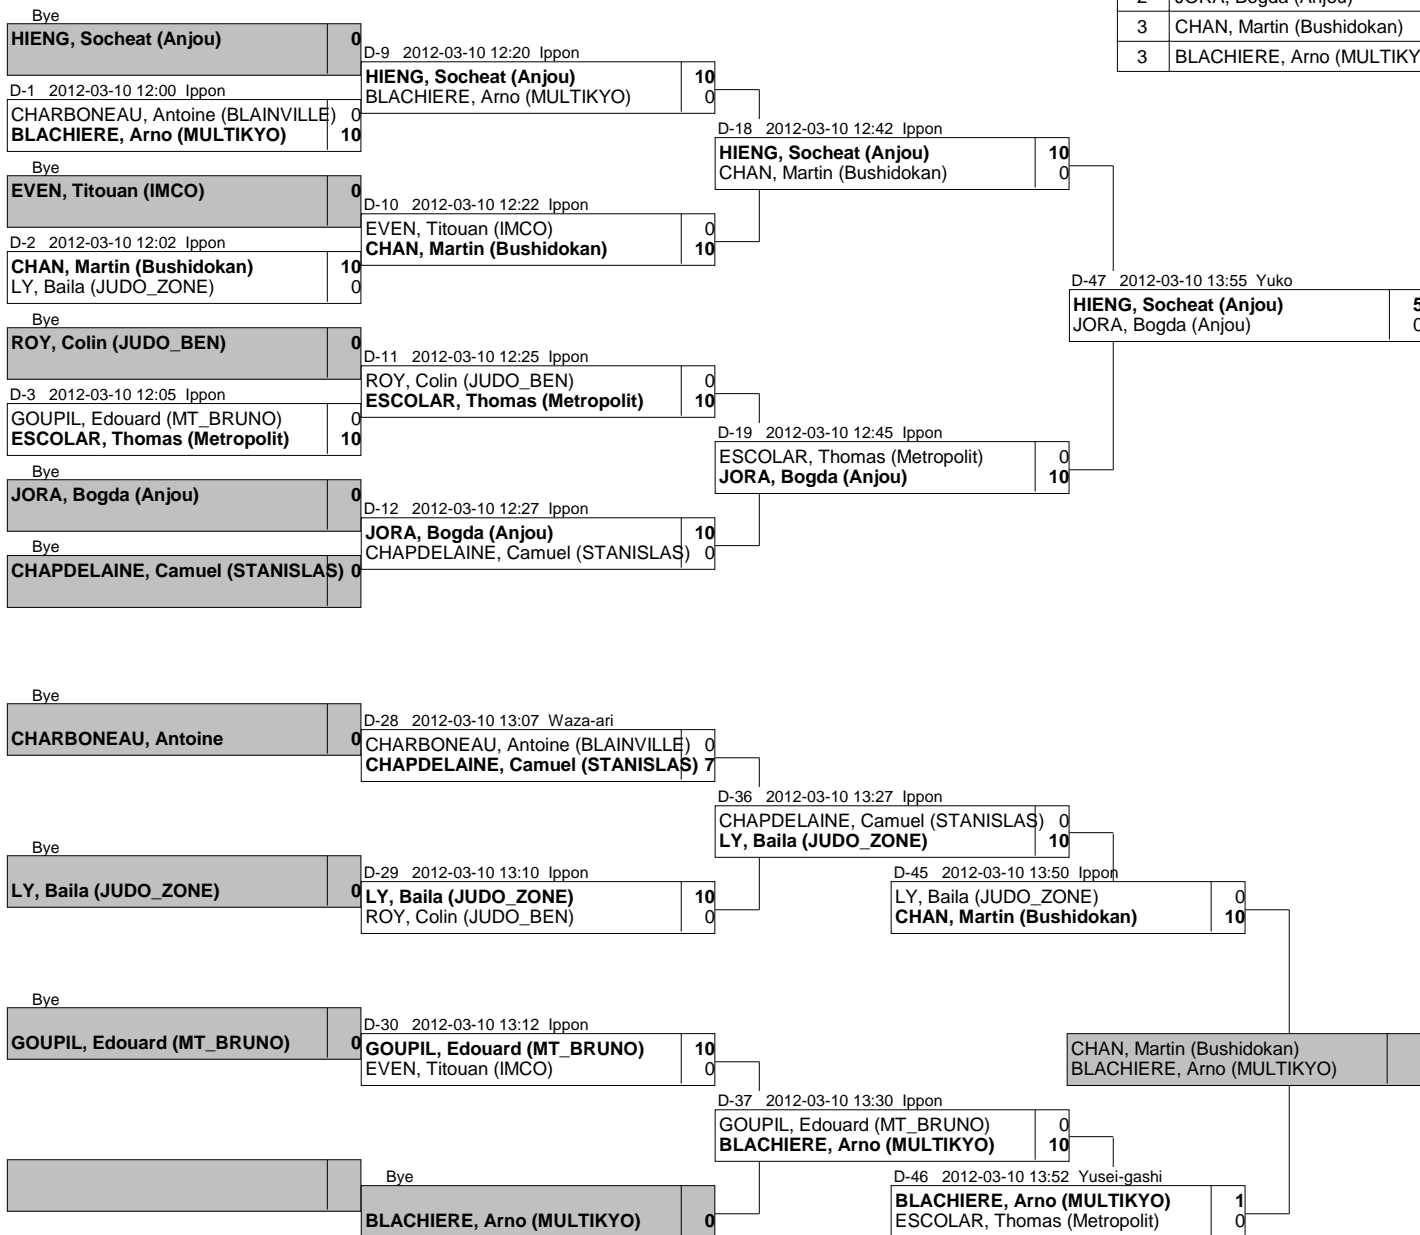 2 JORA, Bogda (Anjou)
3 CHAN, Martin (Bushidokan)
3 BLACHIERE, Arno (MULTIKY
Bye
HIENG, Socheat (Anjou) 0
D-1 2012-03-10 12:00 Ippon
CHARBONEAU, Antoine (BLAINVILLE) 0
BLACHIERE, Arno (MULTIKYO) 10
Bye
EVEN, Titouan (IMCO) 0
D-2 2012-03-10 12:02 Ippon
CHAN, Martin (Bushidokan) 10
LY, Baila (JUDO_ZONE) 0
Bye
ROY, Colin (JUDO_BEN) 0
D-3 2012-03-10 12:05 Ippon
GOUPIL, Edouard (MT_BRUNO) 0
ESCOLAR, Thomas (Metropolit) 10
Bye
JORA, Bogda (Anjou) 0
Bye
CHAPDELAINE, Camuel (STANISLAS) 0
D-9 2012-03-10 12:20 Ippon
HIENG, Socheat (Anjou) 10
BLACHIERE, Arno (MULTIKYO) 0
D-10 2012-03-10 12:22 Ippon
EVEN, Titouan (IMCO) 0
CHAN, Martin (Bushidokan) 10
D-11 2012-03-10 12:25 Ippon
ROY, Colin (JUDO_BEN) 0
ESCOLAR, Thomas (Metropolit) 10
D-12 2012-03-10 12:27 Ippon
JORA, Bogda (Anjou) 10
CHAPDELAINE, Camuel (STANISLAS) 0
D-18 2012-03-10 12:42 Ippon
HIENG, Socheat (Anjou) 10
CHAN, Martin (Bushidokan) 0
D-19 2012-03-10 12:45 Ippon
ESCOLAR, Thomas (Metropolit) 0
JORA, Bogda (Anjou) 10
D-47 2012-03-10 13:55 Yuko
HIENG, Socheat (Anjou) 5
JORA, Bogda (Anjou) 0
Bye
CHARBONEAU, Antoine 0
Bye
LY, Baila (JUDO_ZONE) 0
Bye
GOUPIL, Edouard (MT_BRUNO) 0
D-28 2012-03-10 13:07 Waza-ari
CHARBONEAU, Antoine (BLAINVILLE) 0
CHAPDELAINE, Camuel (STANISLAS) 7
D-29 2012-03-10 13:10 Ippon
LY, Baila (JUDO_ZONE) 10
ROY, Colin (JUDO_BEN) 0
D-30 2012-03-10 13:12 Ippon
GOUPIL, Edouard (MT_BRUNO) 10
EVEN, Titouan (IMCO) 0
Bye
BLACHIERE, Arno (MULTIKYO) 0
D-36 2012-03-10 13:27 Ippon
CHAPDELAINE, Camuel (STANISLAS) 0
LY, Baila (JUDO_ZONE) 10
D-37 2012-03-10 13:30 Ippon
GOUPIL, Edouard (MT_BRUNO) 0
BLACHIERE, Arno (MULTIKYO) 10
D-45 2012-03-10 13:50 Ippon
LY, Baila (JUDO_ZONE) 0
CHAN, Martin (Bushidokan) 10
D-46 2012-03-10 13:52 Yusei-gashi
BLACHIERE, Arno (MULTIKYO) 1
ESCOLAR, Thomas (Metropolit) 0
CHAN, Martin (Bushidokan)
BLACHIERE, Arno (MULTIKYO)